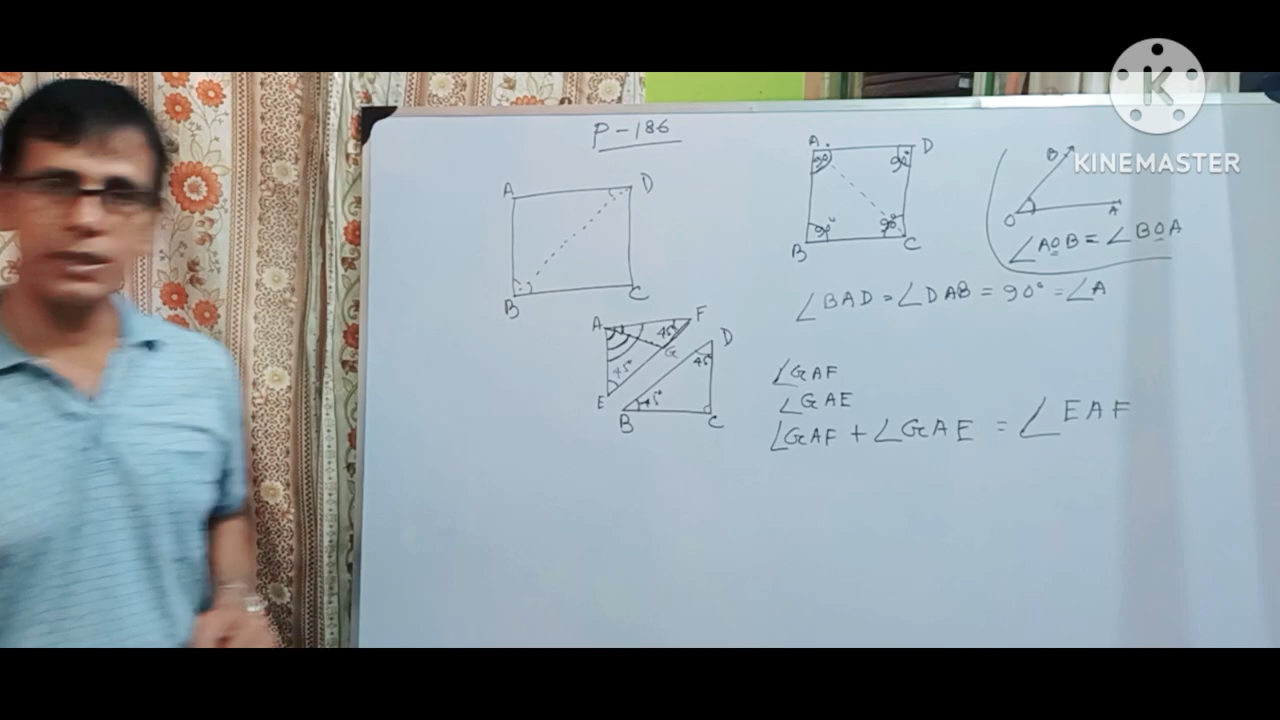 P-186
KINEMASTER
A D
B C
A D
90° 90°
90° 90°
B C
B
O A
∠AOB = ∠BOA
∠BAD = ∠DAB = 90° = ∠A
A F
45° G
45°
E
D
45°
45°
B C
∠GAF
∠GAE
∠GAF + ∠GAE = ∠EAF